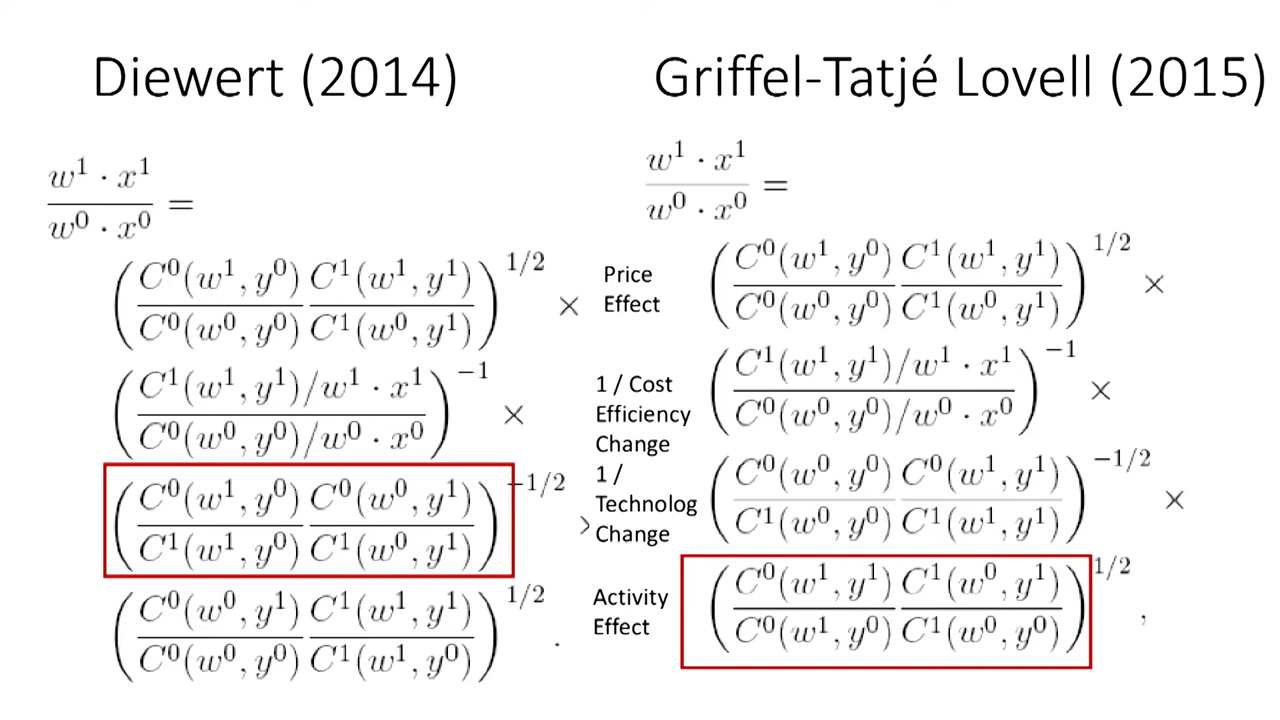 Diewert (2014)
w¹ · x¹ / w⁰ · x⁰ =
(C⁰(w¹, y⁰) / C⁰(w⁰, y⁰) C¹(w¹, y¹) / C¹(w⁰, y¹))^1/2 ×
(C¹(w¹, y¹)/w¹ · x¹ / C⁰(w⁰, y⁰)/w⁰ · x⁰)^−1 ×
(C⁰(w¹, y⁰) / C¹(w¹, y⁰) C⁰(w⁰, y¹) / C¹(w⁰, y¹))^−1/2 ×
(C⁰(w⁰, y¹) / C⁰(w⁰, y⁰) C¹(w¹, y¹) / C¹(w¹, y⁰))^1/2 .
Price
Effect
1 / Cost
Efficiency
Change
1 /
Technolog
Change
Activity
Effect
Griffel-Tatjé Lovell (2015)
w¹ · x¹ / w⁰ · x⁰ =
(C⁰(w¹, y⁰) / C⁰(w⁰, y⁰) C¹(w¹, y¹) / C¹(w⁰, y¹))^1/2 ×
(C¹(w¹, y¹)/w¹ · x¹ / C⁰(w⁰, y⁰)/w⁰ · x⁰)^−1 ×
(C⁰(w⁰, y⁰) / C¹(w⁰, y⁰) C⁰(w¹, y¹) / C¹(w¹, y¹))^−1/2 ×
(C⁰(w¹, y¹) / C⁰(w¹, y⁰) C¹(w⁰, y¹) / C¹(w⁰, y⁰))^1/2 ,